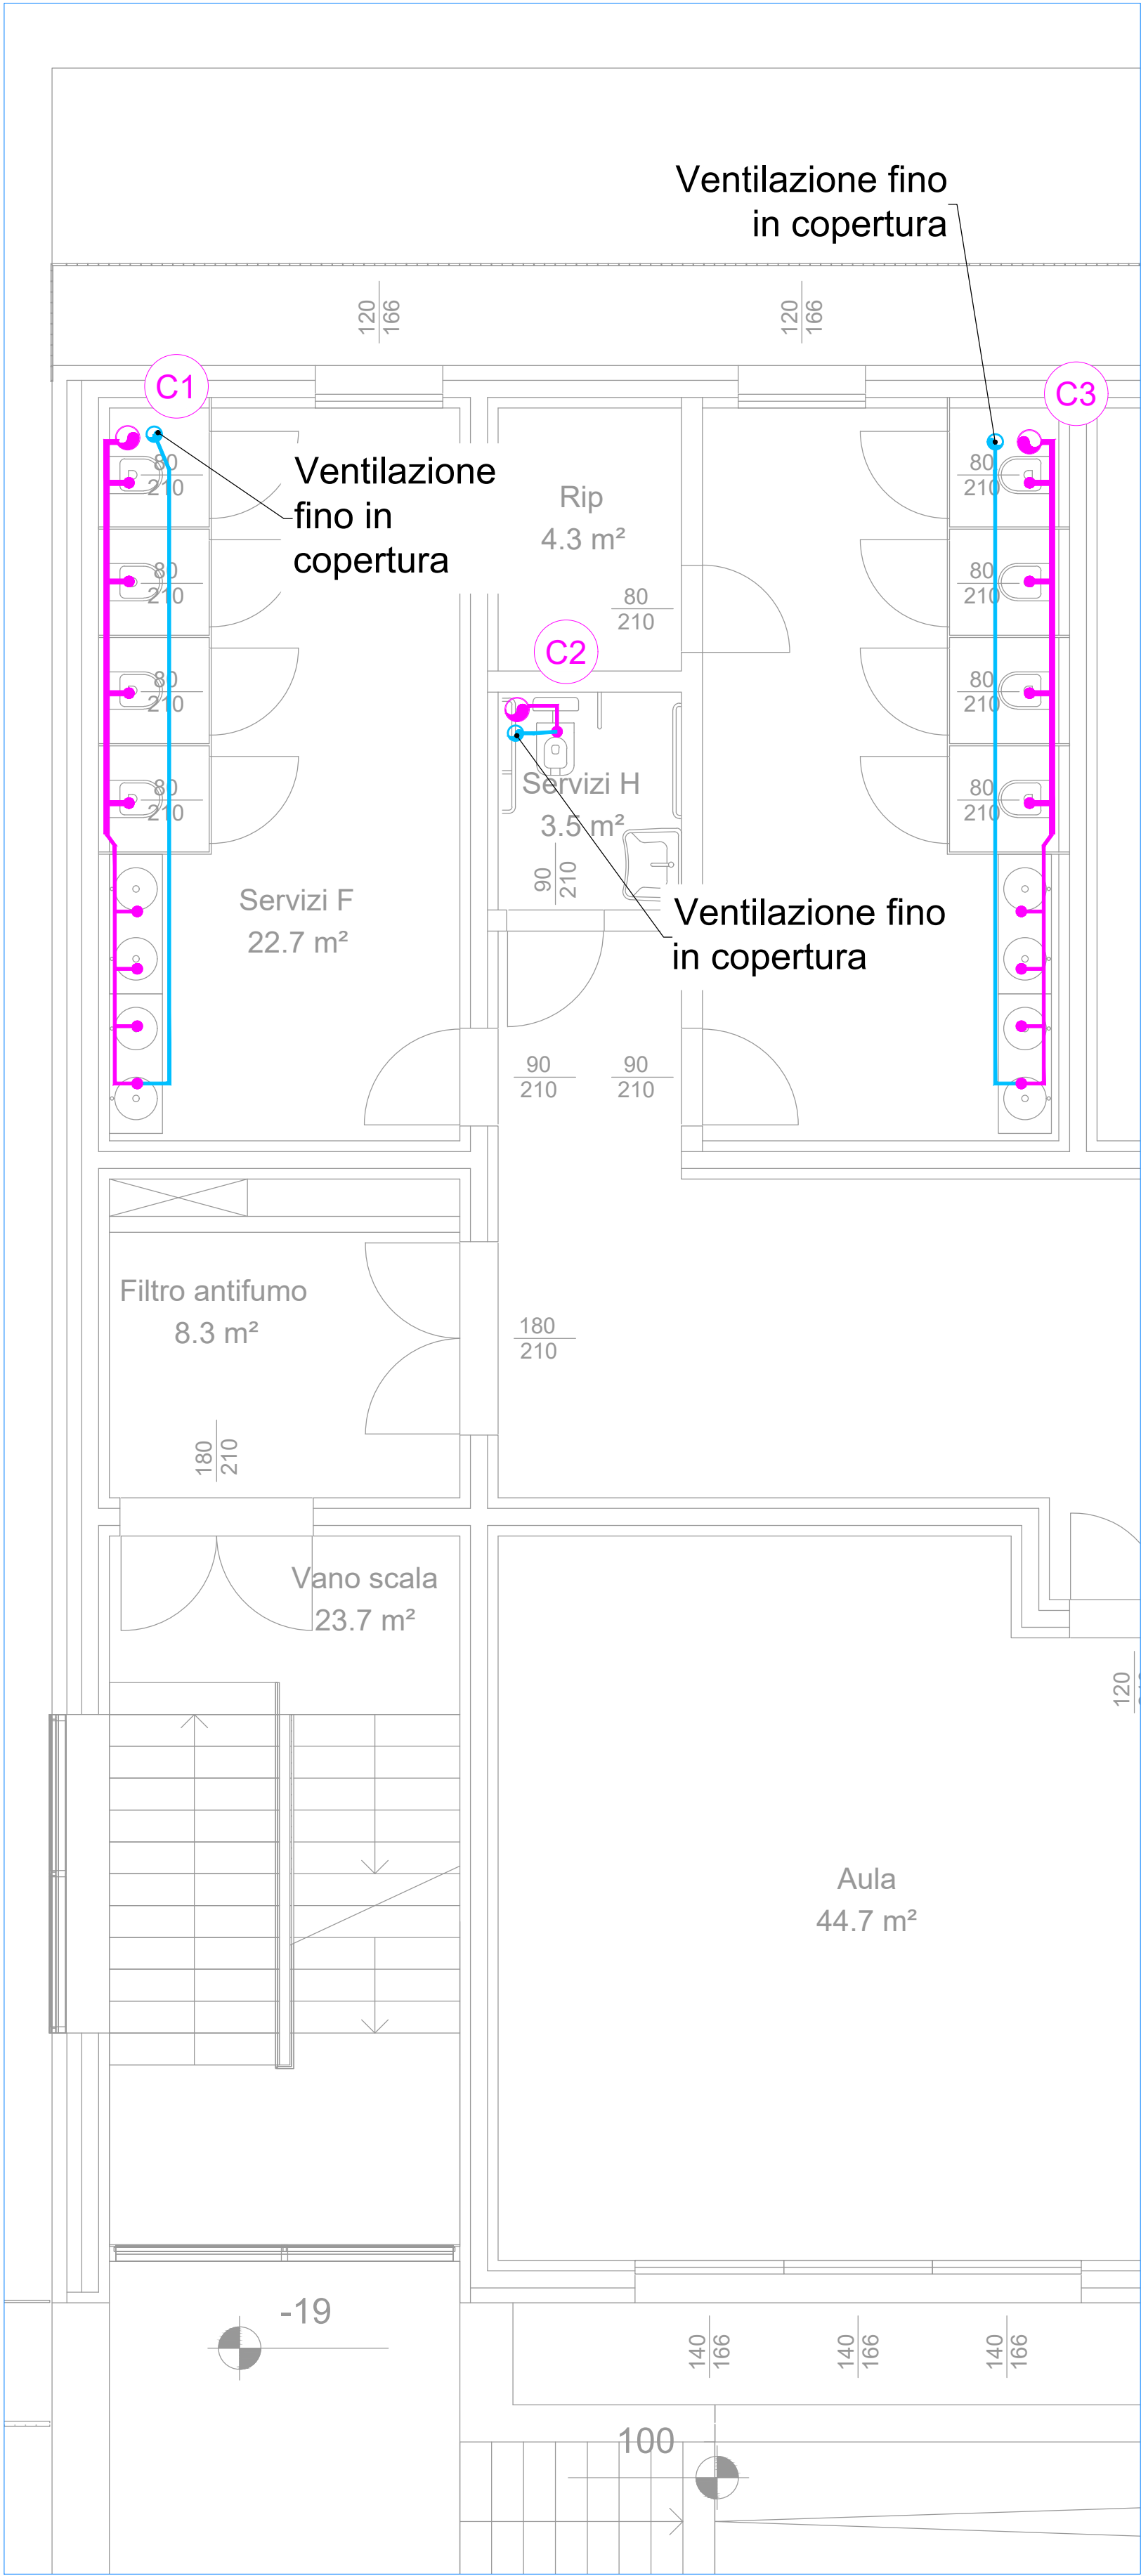 Ventilazione fino
in copertura
120
166
120
166
C1
C3
Ventilazione
fino in
copertura
80
210
80
210
Rip
4.3 m²
80
210
80
210
80
210
C2
80
210
80
210
80
210
80
210
Servizi H
3.5 m²
90
210
Servizi F
22.7 m²
Ventilazione fino
in copertura
90
210
90
210
Filtro antifumo
8.3 m²
180
210
180
210
Vano scala
23.7 m²
120
Aula
44.7 m²
-19
140
166
140
166
140
166
100